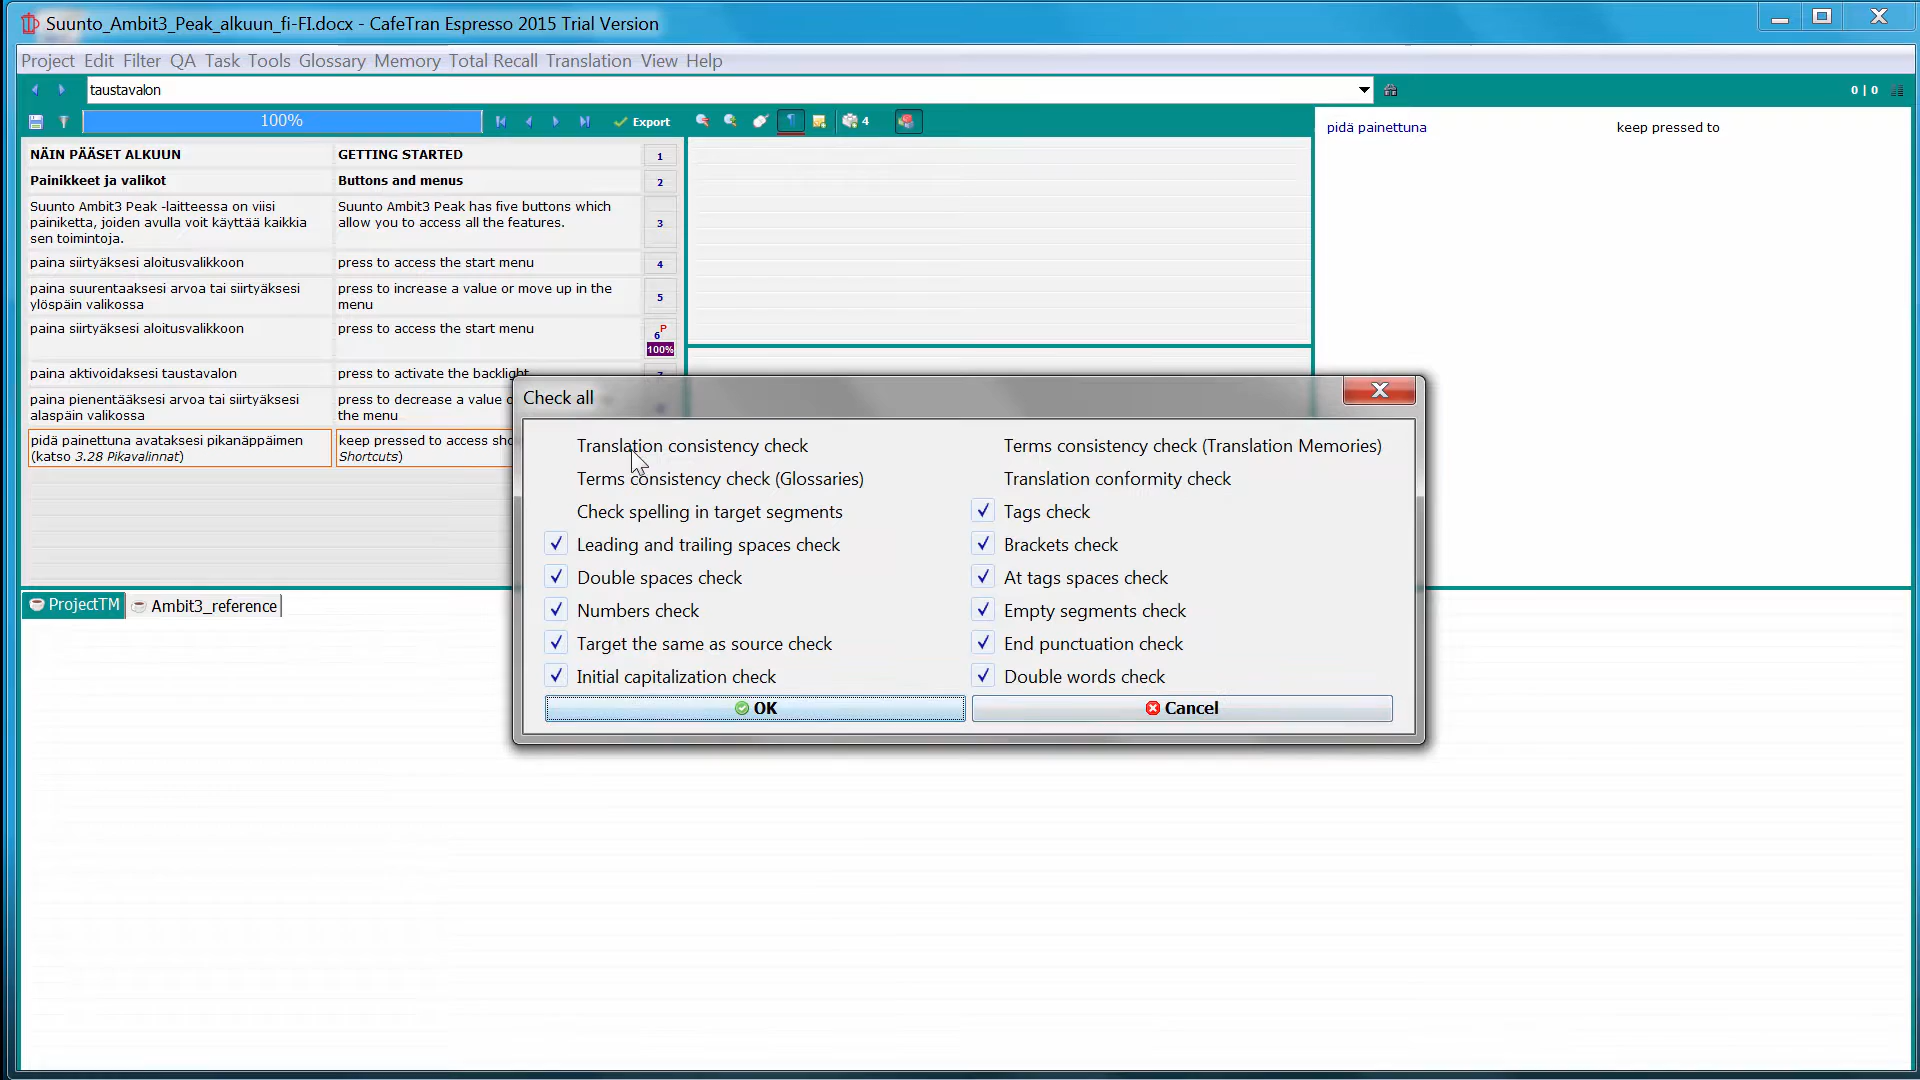 Suunto_Ambit3_Peak_alkuun_fi-FI.docx - CafeTran Espresso 2015 Trial Version
Project Edit Filter QA Task Tools Glossary Memory Total Recall Translation View Help
taustavalon
0 | 0
100%
Export
4
NÄIN PÄÄSET ALKUUN
GETTING STARTED
1
Painikkeet ja valikot
Buttons and menus
2
Suunto Ambit3 Peak -laitteessa on viisi
painiketta, joiden avulla voit käyttää kaikkia
sen toimintoja.
Suunto Ambit3 Peak has five buttons which
allow you to access all the features.
3
paina siirtyäksesi aloitusvalikkoon
press to access the start menu
4
paina suurentaaksesi arvoa tai siirtyäksesi
ylöspäin valikossa
press to increase a value or move up in the
menu
5
paina siirtyäksesi aloitusvalikkoon
press to access the start menu
6 P
100%
paina aktivoidaksesi taustavalon
press to activate the backlight
paina pienentääksesi arvoa tai siirtyäksesi
alaspäin valikossa
press to decrease a value
the menu
pidä painettuna avataksesi pikanäppäimen
(katso 3.28 Pikavalinnat)
keep pressed to access sho
Shortcuts)
pidä painettuna
keep pressed to
Check all
Translation consistency check
Terms consistency check (Translation Memories)
Terms consistency check (Glossaries)
Translation conformity check
Check spelling in target segments
Tags check
Leading and trailing spaces check
Brackets check
Double spaces check
At tags spaces check
Numbers check
Empty segments check
Target the same as source check
End punctuation check
Initial capitalization check
Double words check
OK
Cancel
ProjectTM
Ambit3_reference